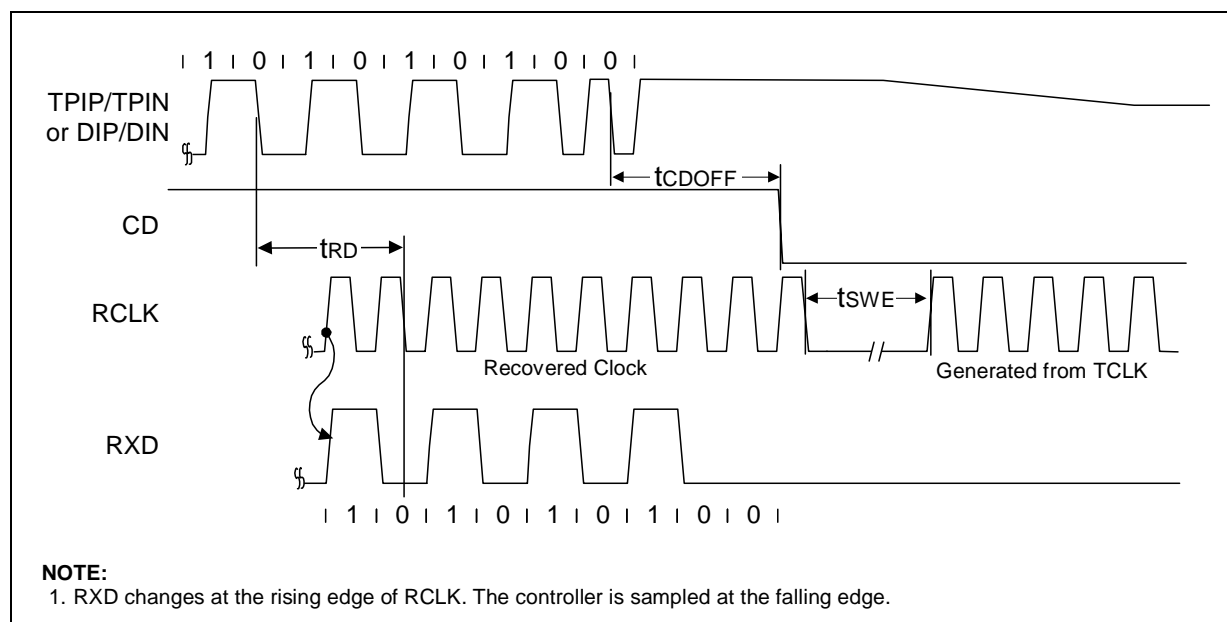 1 0 1 0 1 0 1 0 0
TPIP/TPIN
or DIP/DIN
tCDOFF
CD
tRD
RCLK
tSWE
Recovered Clock
Generated from TCLK
RXD
1 0 1 0 1 0 1 0 0
NOTE:
1. RXD changes at the rising edge of RCLK. The controller is sampled at the falling edge.